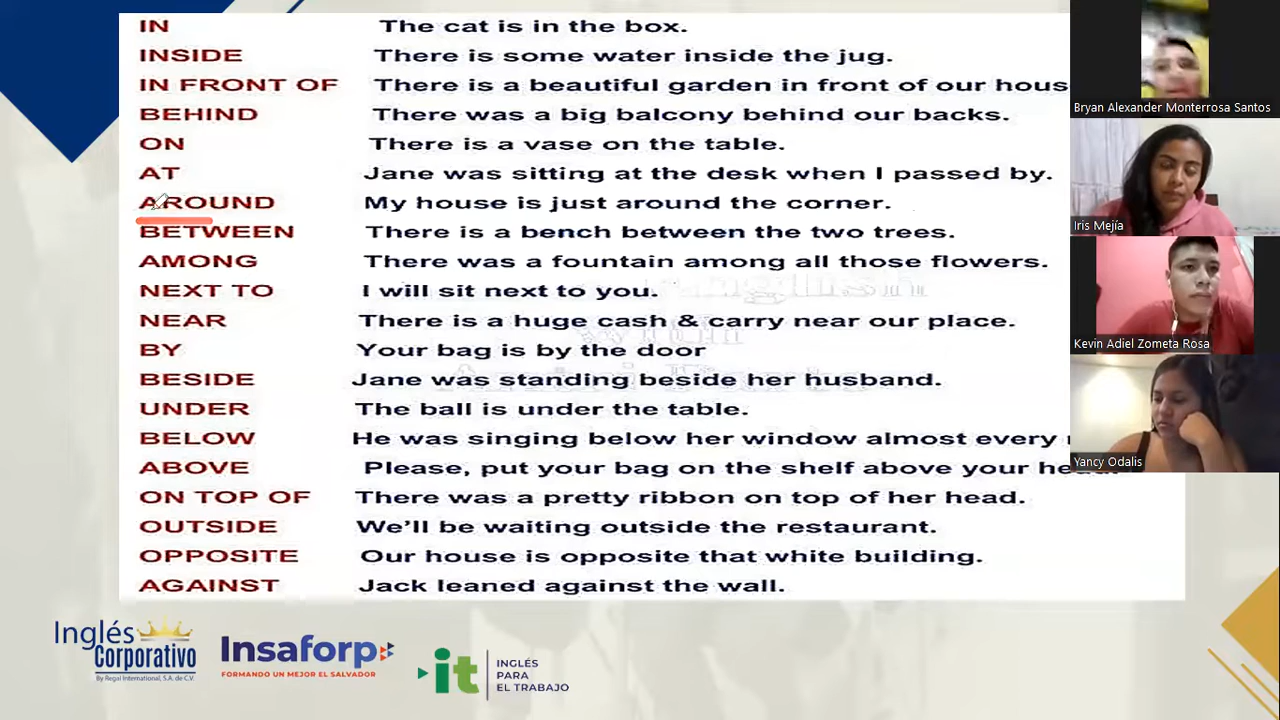 IN The cat is in the box.
INSIDE There is some water inside the jug.
IN FRONT OF There is a beautiful garden in front of our hous
BEHIND There was a big balcony behind our backs.
ON There is a vase on the table.
AT Jane was sitting at the desk when I passed by.
AROUND My house is just around the corner.
BETWEEN There is a bench between the two trees.
AMONG There was a fountain among all those flowers.
NEXT TO I will sit next to you.
NEAR There is a huge cash & carry near our place.
BY Your bag is by the door
BESIDE Jane was standing beside her husband.
UNDER The ball is under the table.
BELOW He was singing below her window almost every
ABOVE Please, put your bag on the shelf above your
ON TOP OF There was a pretty ribbon on top of her head.
OUTSIDE We'll be waiting outside the restaurant.
OPPOSITE Our house is opposite that white building.
AGAINST Jack leaned against the wall.
Bryan Alexander Monterrosa Santos
Iris Mejía
Kevin Adiel Zometa Rosa
Yancy Odalis
Inglés
Corporativo
By Regal International, S.A. de C.V.
Insaforp
FORMANDO UN MEJOR EL SALVADOR
it
INGLÉS
PARA
EL TRABAJO